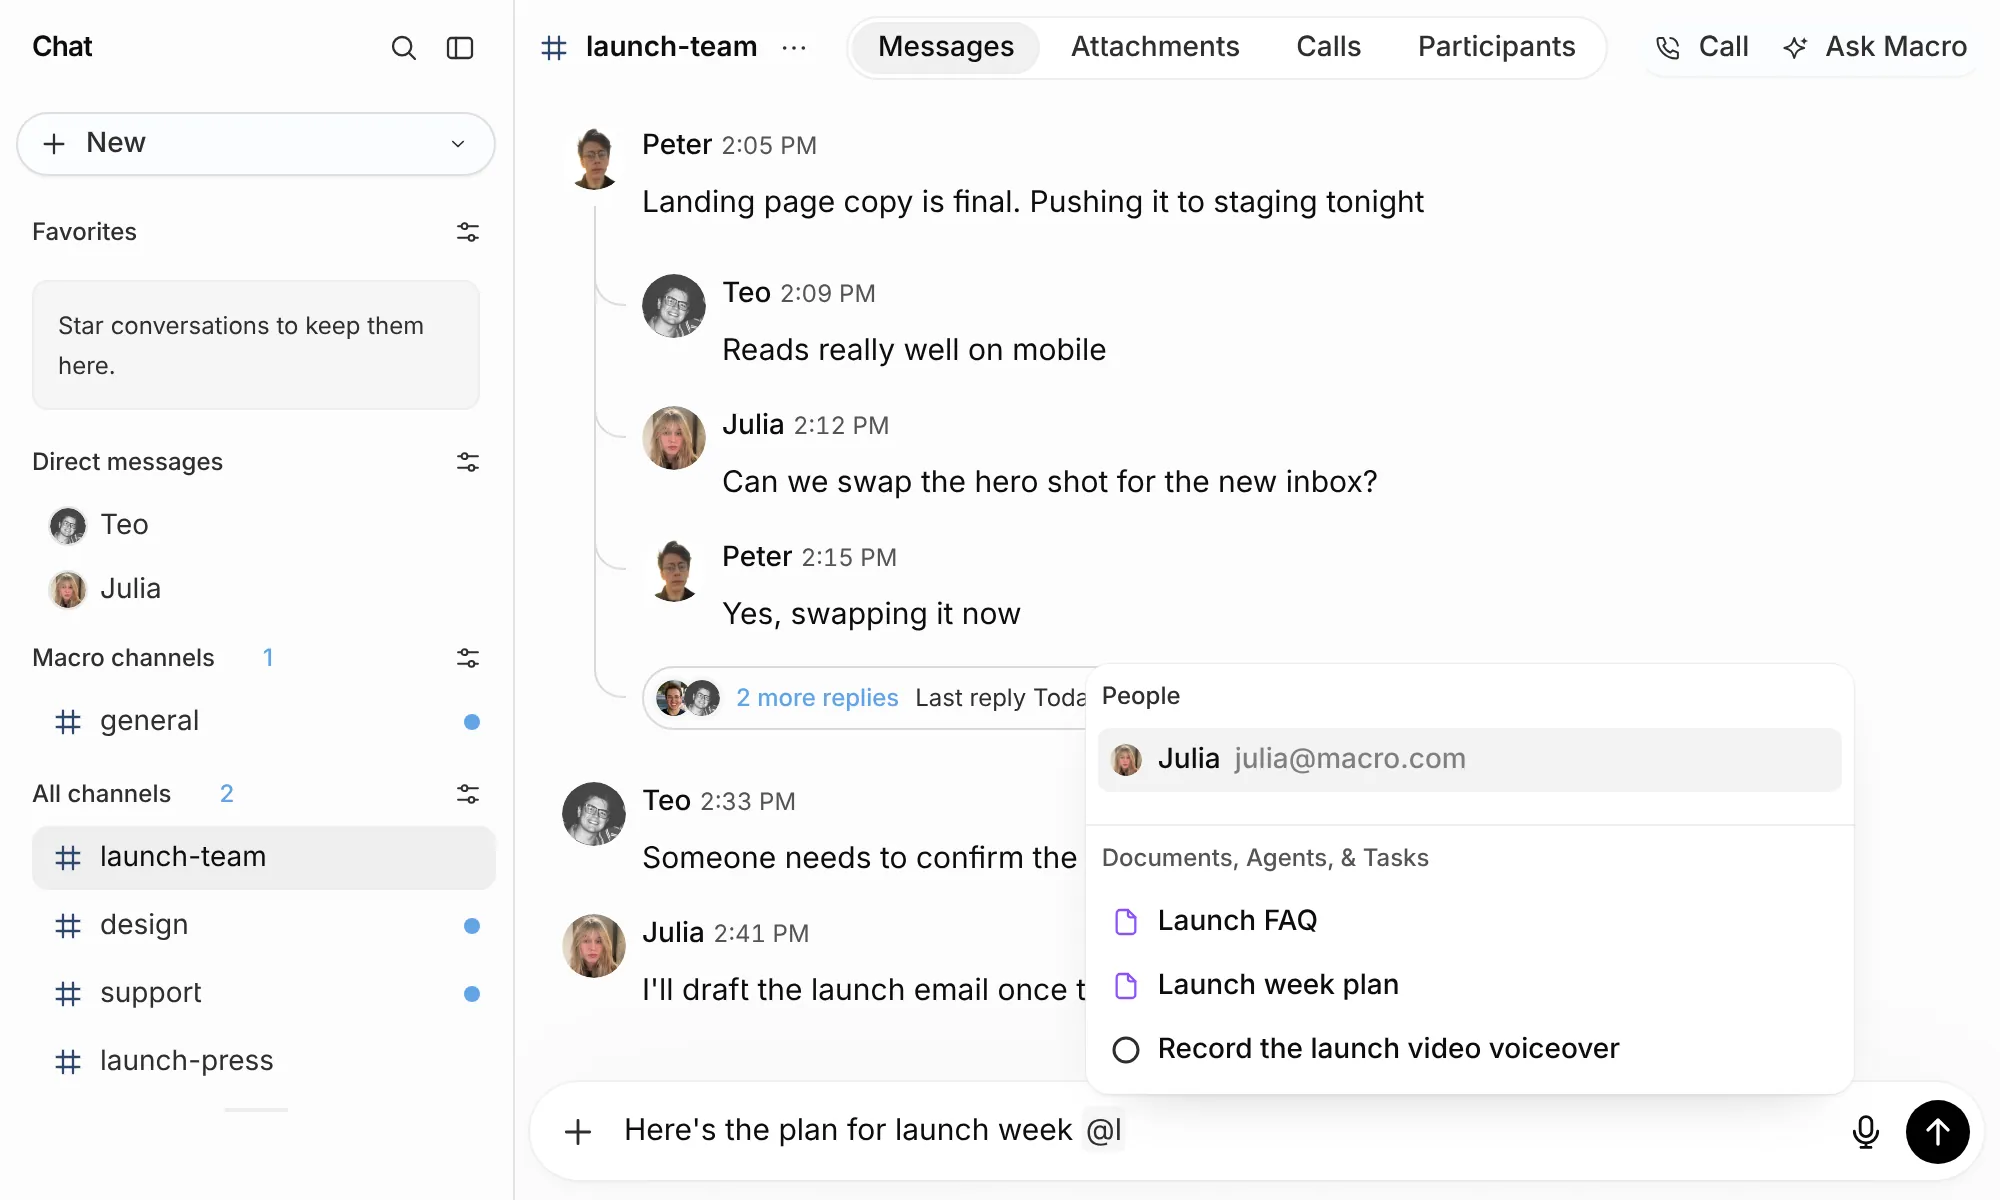 Chat
New
Favorites
Star conversations to keep them
here.
Direct messages
Teo
Julia
Macro channels 1
general
All channels 2
launch-team
design
support
launch-press
launch-team
Messages Attachments Calls Participants
Call Ask Macro
Peter 2:05 PM
Landing page copy is final. Pushing it to staging tonight
Teo 2:09 PM
Reads really well on mobile
Julia 2:12 PM
Can we swap the hero shot for the new inbox?
Peter 2:15 PM
Yes, swapping it now
2 more replies Last reply Toda
Teo 2:33 PM
Someone needs to confirm the
Julia 2:41 PM
I'll draft the launch email once t
People
Julia julia@macro.com
Documents, Agents, & Tasks
Launch FAQ
Launch week plan
Record the launch video voiceover
Here's the plan for launch week @l